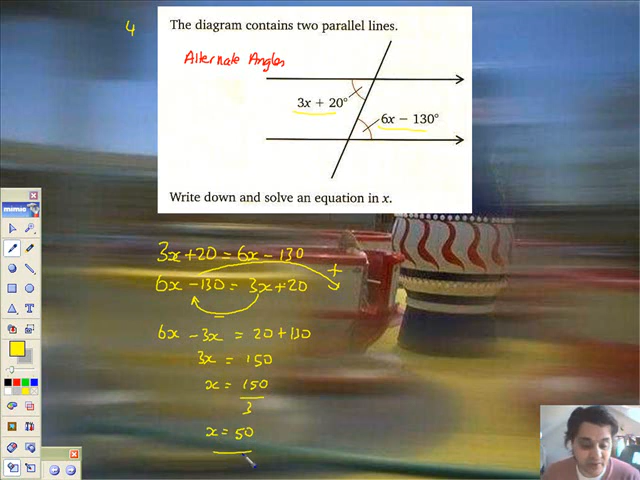 4
The diagram contains two parallel lines.
Alternate Angles
3x + 20°
6x − 130°
Write down and solve an equation in x.
mimio
3x+20=6x−130
+
6x −130 = 3x+20
−
6x − 3x = 20+130
3x = 150
x = 150
3
x = 50
T